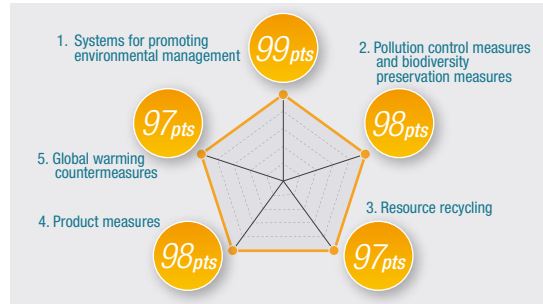 1. Systems for promoting
environmental management
99pts
2. Pollution control measures
and biodiversity
preservation measures
98pts
3. Resource recycling
97pts
4. Product measures
98pts
5. Global warming
countermeasures
97pts